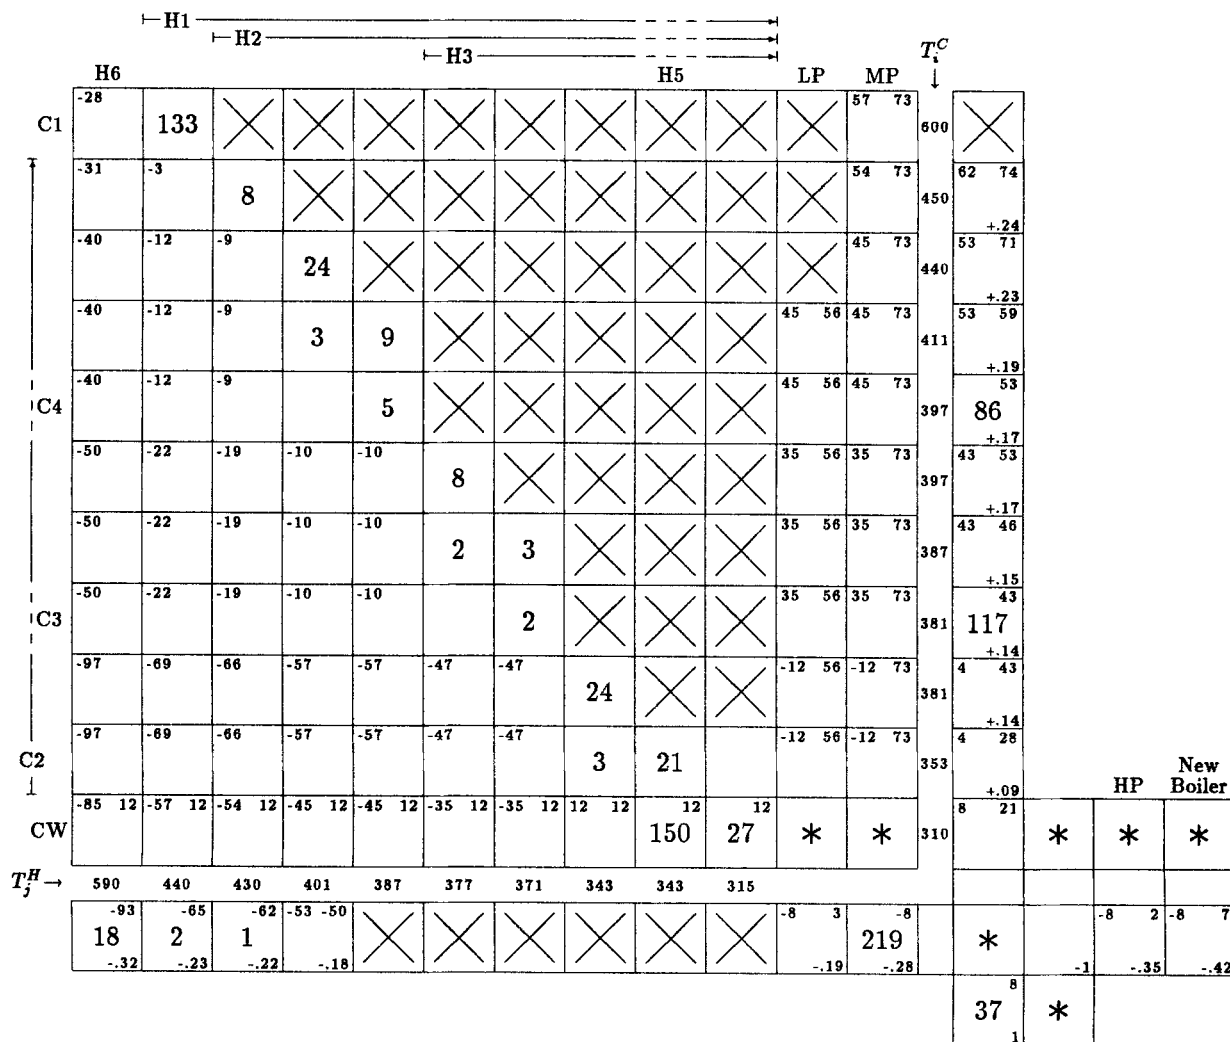 H1
H2
H3
H6 H5 LP MP T_i^C ↓
C1 -28 133 57 73 600
-31 -3 8 54 73 450 62 74 +.24
-40 -12 -9 24 45 73 440 53 71 +.23
-40 -12 -9 3 9 45 56 45 73 411 53 59 +.19
C4 -40 -12 -9 5 45 56 45 73 397 53 86 +.17
-50 -22 -19 -10 -10 8 35 56 35 73 397 43 53 +.17
-50 -22 -19 -10 -10 2 3 35 56 35 73 387 43 46 +.15
C3 -50 -22 -19 -10 -10 2 35 56 35 73 381 43 117 +.14
-97 -69 -66 -57 -57 -47 -47 24 -12 56 -12 73 381 4 43 +.14
C2 -97 -69 -66 -57 -57 -47 -47 3 21 -12 56 -12 73 353 4 28 +.09 HP New Boiler
CW -85 12 -57 12 -54 12 -45 12 -45 12 -35 12 -35 12 12 12 12 150 12 27 * * 310 8 21 * * *
T_j^H → 590 440 430 401 387 377 371 343 343 315
-93 18 -.32 -65 2 -.23 -62 1 -.22 -53 -50 -.18 -8 3 -.19 -8 219 -.28 * -1 -8 2 -.35 -8 7 -.42
8 37 1 *